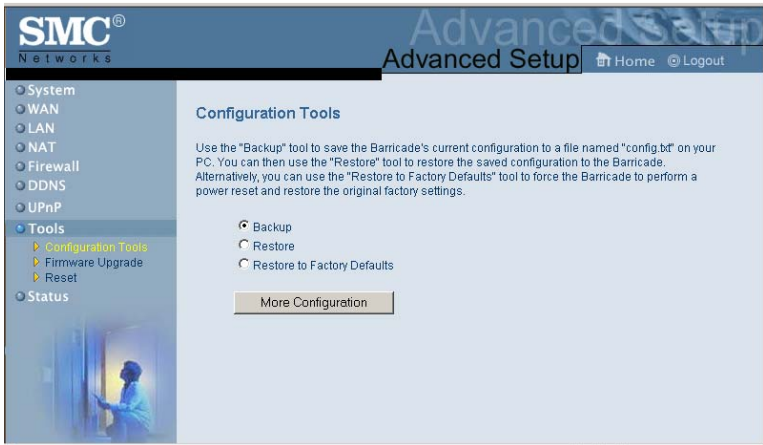 SMC®
Networks
Advanced Setup
Advanced Setup
Home
Logout
System
WAN
LAN
NAT
Firewall
DDNS
UPnP
Tools
Configuration Tools
Firmware Upgrade
Reset
Status
Configuration Tools
Use the "Backup" tool to save the Barricade's current configuration to a file named "config.txt" on your
PC. You can then use the "Restore" tool to restore the saved configuration to the Barricade.
Alternatively, you can use the "Restore to Factory Defaults" tool to force the Barricade to perform a
power reset and restore the original factory settings.
Backup
Restore
Restore to Factory Defaults
More Configuration